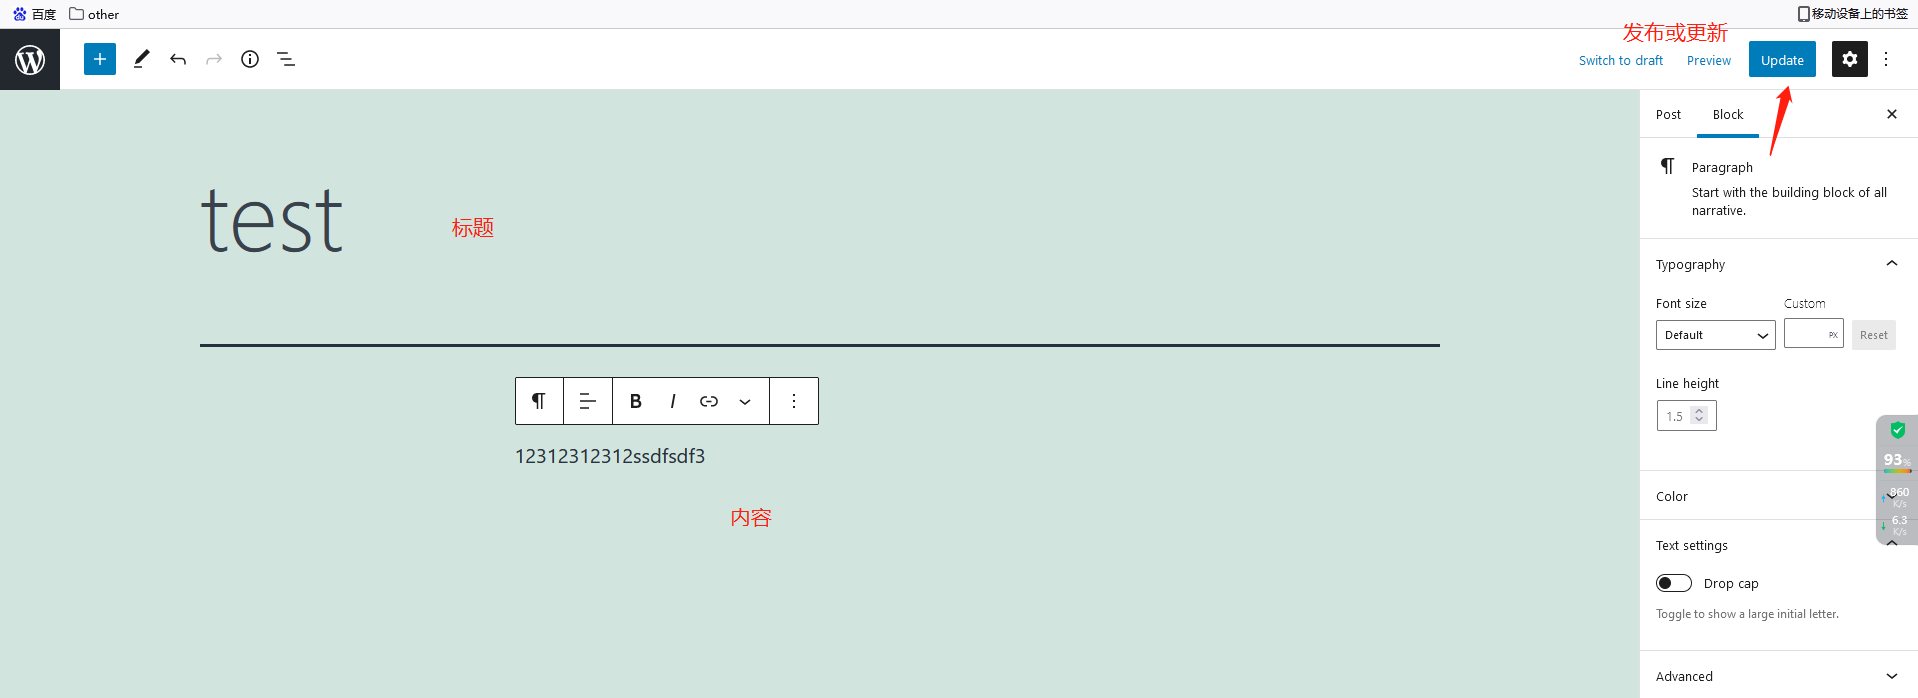 百度 other 移动设备上的书签
发布或更新
Switch to draft Preview Update
Post Block
Paragraph
Start with the building block of all
narrative.
test
标题
Typography
Font size Custom
Default PX Reset
Line height
1.5
B I
12312312312ssdfsdf3
内容
93%
Color
860
K/s
6.3
K/s
Text settings
Drop cap
Toggle to show a large initial letter.
Advanced